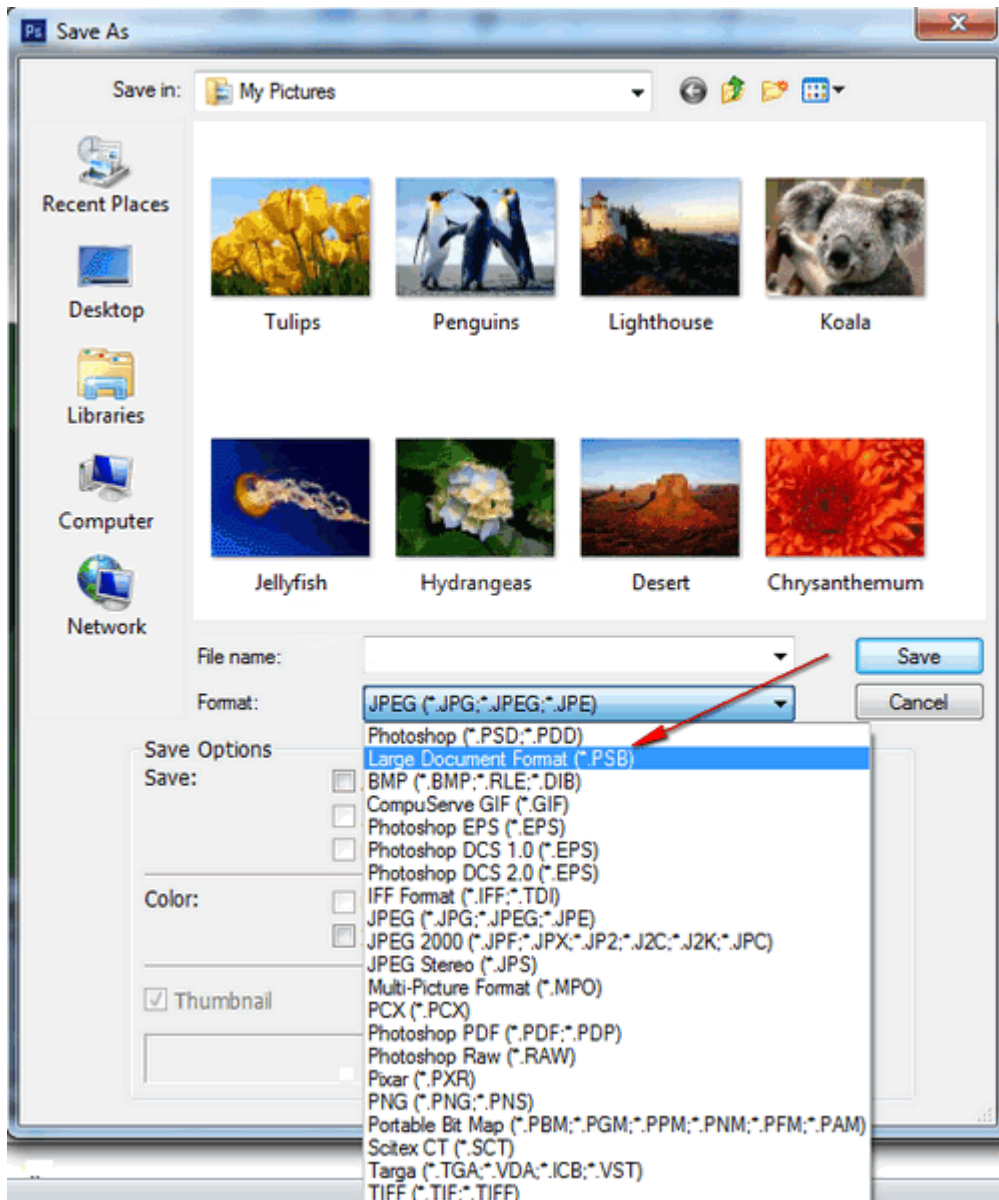 Ps Save As
Save in: My Pictures
Recent Places
Desktop
Libraries
Computer
Network
Tulips Penguins Lighthouse Koala
Jellyfish Hydrangeas Desert Chrysanthemum
File name: Save
Format: JPEG (*.JPG;*.JPEG;*.JPE) Cancel
Save Options
Save:
Color:
Thumbnail
Photoshop (*.PSD;*.PDD)
Large Document Format (*.PSB)
BMP (*.BMP;*.RLE;*.DIB)
CompuServe GIF (*.GIF)
Photoshop EPS (*.EPS)
Photoshop DCS 1.0 (*.EPS)
Photoshop DCS 2.0 (*.EPS)
IFF Format (*.IFF;*.TDI)
JPEG (*.JPG;*.JPEG;*.JPE)
JPEG 2000 (*.JPF;*.JPX;*.JP2;*.J2C;*.J2K;*.JPC)
JPEG Stereo (*.JPS)
Multi-Picture Format (*.MPO)
PCX (*.PCX)
Photoshop PDF (*.PDF;*.PDP)
Photoshop Raw (*.RAW)
Pixar (*.PXR)
PNG (*.PNG;*.PNS)
Portable Bit Map (*.PBM;*.PGM;*.PPM;*.PNM;*.PFM;*.PAM)
Scitex CT (*.SCT)
Targa (*.TGA;*.VDA;*.ICB;*.VST)
TIFF (*.TIF;*.TIFF)